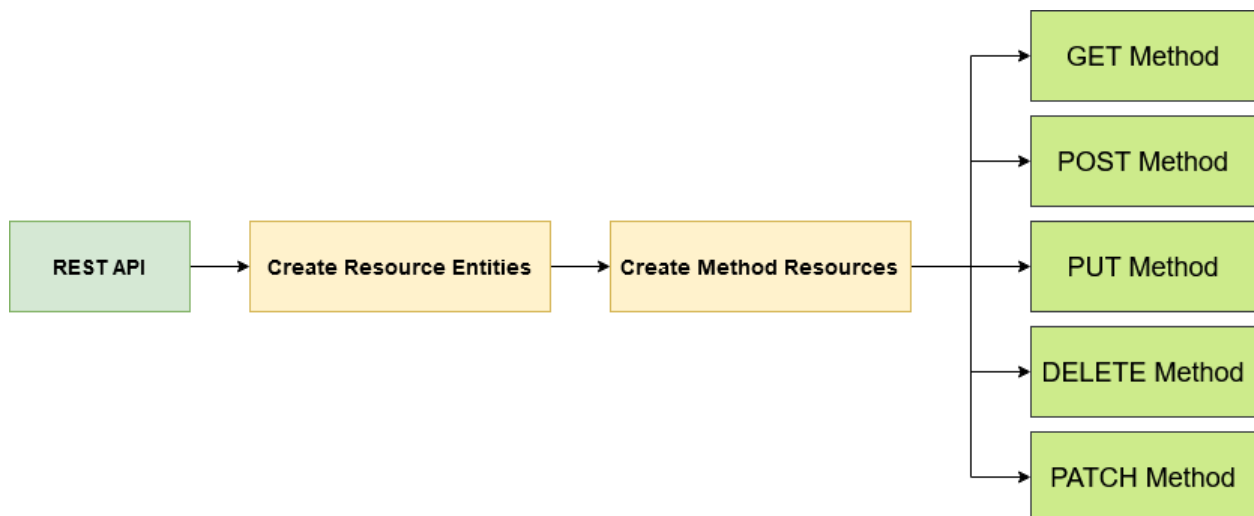 GET Method
POST Method
REST API
Create Resource Entities
Create Method Resources
PUT Method
DELETE Method
PATCH Method